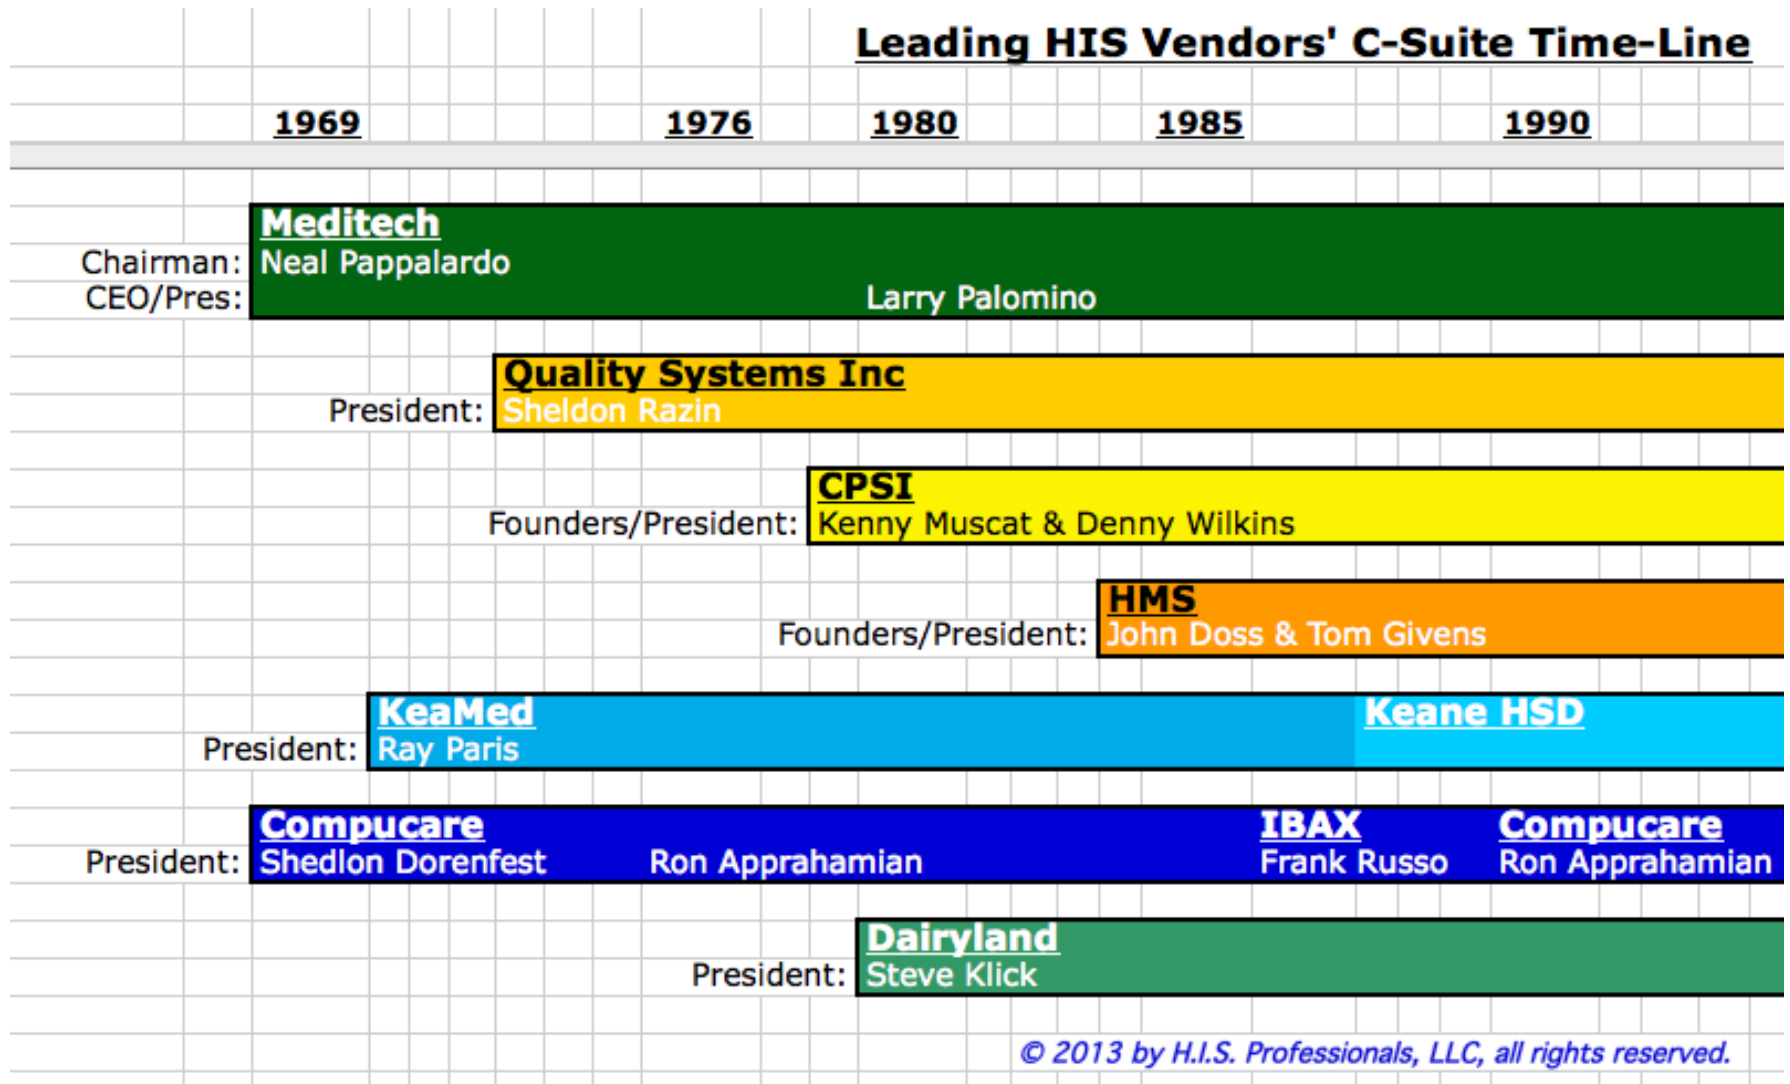 Leading HIS Vendors' C-Suite Time-Line
1969 1976 1980 1985 1990
Meditech
Chairman: Neal Pappalardo
CEO/Pres: Larry Palomino
Quality Systems Inc
President: Sheldon Razin
CPSI
Founders/President: Kenny Muscat & Denny Wilkins
HMS
Founders/President: John Doss & Tom Givens
KeaMed Keane HSD
President: Ray Paris
Compucare IBAX Compucare
President: Shedlon Dorenfest Ron Apprahamian Frank Russo Ron Apprahamian
Dairyland
President: Steve Klick
© 2013 by H.I.S. Professionals, LLC, all rights reserved.